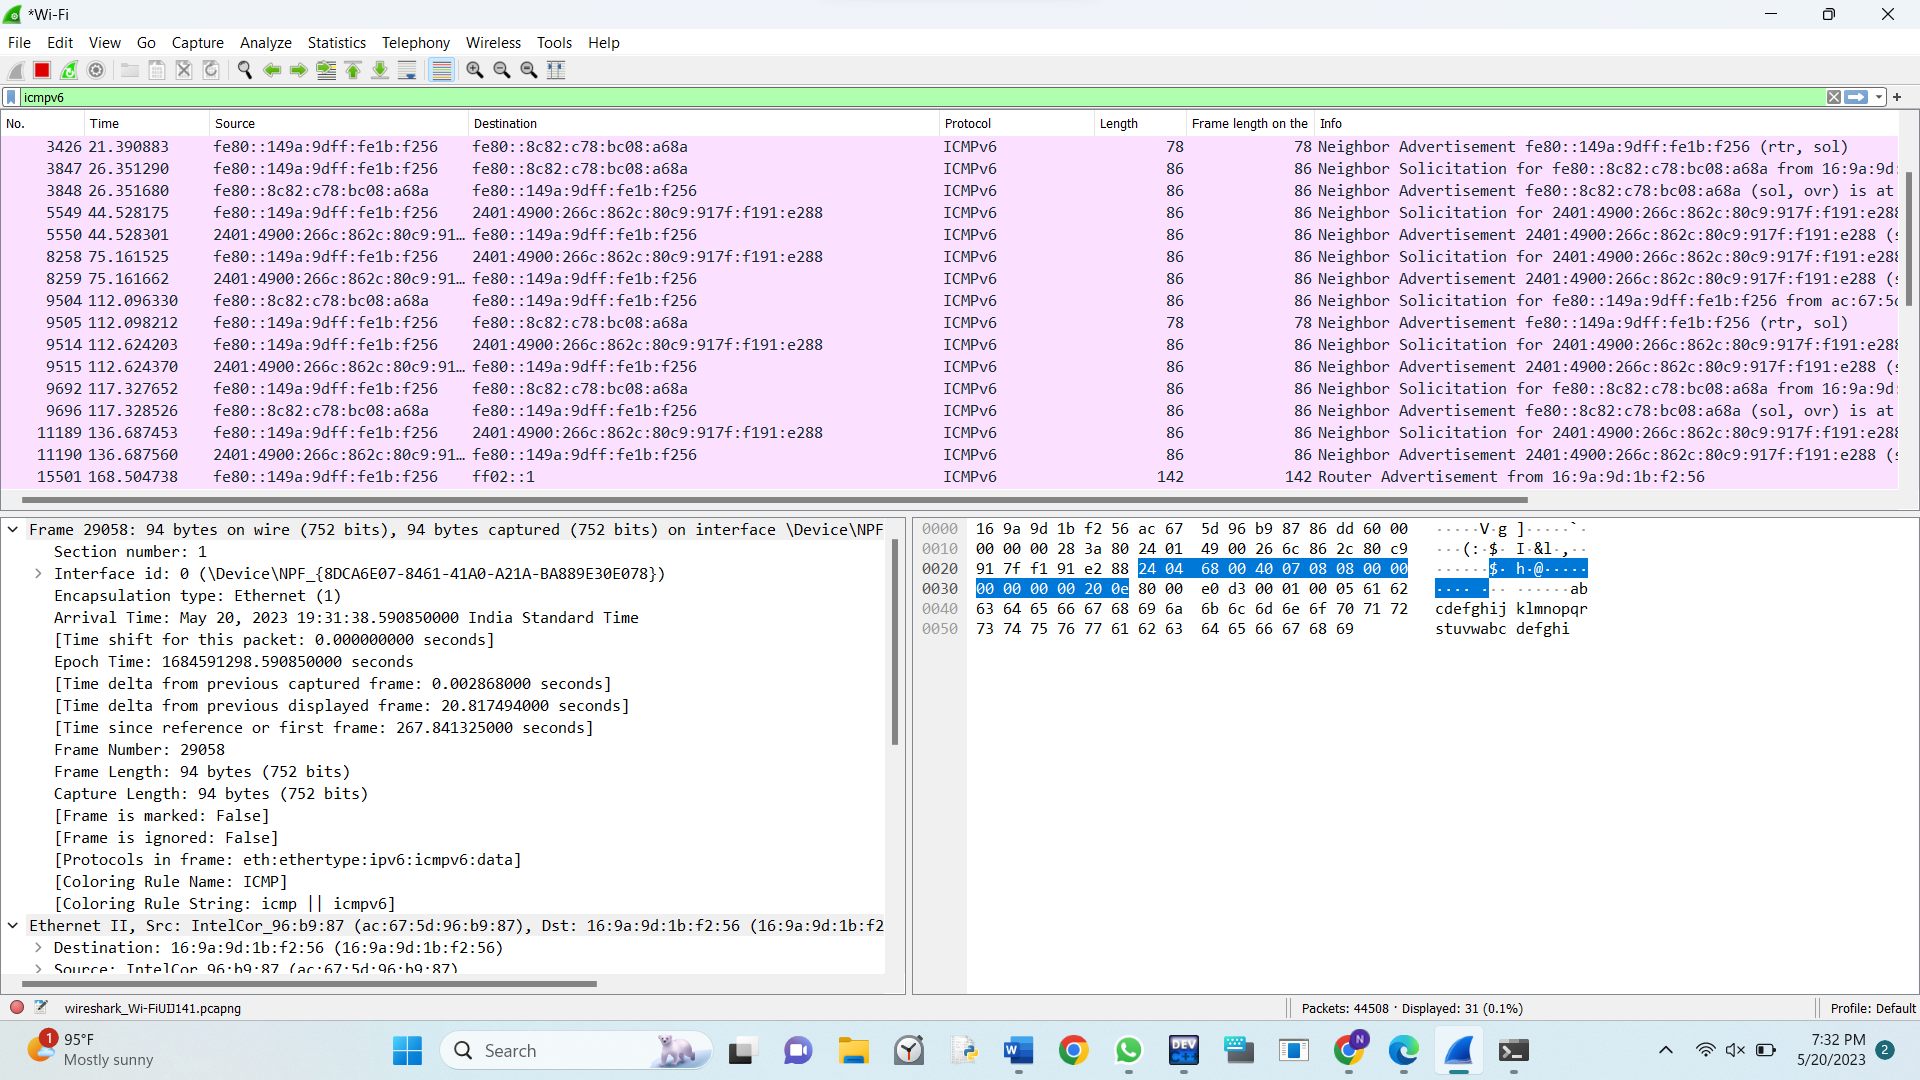 *Wi-Fi
File Edit View Go Capture Analyze Statistics Telephony Wireless Tools Help
icmpv6
No. Time Source Destination Protocol Length Frame length on the Info
3426 21.390883 fe80::149a:9dff:fe1b:f256 fe80::8c82:c78:bc08:a68a ICMPv6 78 78 Neighbor Advertisement fe80::149a:9dff:fe1b:f256 (rtr, sol)
3847 26.351290 fe80::149a:9dff:fe1b:f256 fe80::8c82:c78:bc08:a68a ICMPv6 86 86 Neighbor Solicitation for fe80::8c82:c78:bc08:a68a from 16:9a:9d:
3848 26.351680 fe80::8c82:c78:bc08:a68a fe80::149a:9dff:fe1b:f256 ICMPv6 86 86 Neighbor Advertisement fe80::8c82:c78:bc08:a68a (sol, ovr) is at
5549 44.528175 fe80::149a:9dff:fe1b:f256 2401:4900:266c:862c:80c9:917f:f191:e288 ICMPv6 86 86 Neighbor Solicitation for 2401:4900:266c:862c:80c9:917f:f191:e288
5550 44.528301 2401:4900:266c:862c:80c9:91… fe80::149a:9dff:fe1b:f256 ICMPv6 86 86 Neighbor Advertisement 2401:4900:266c:862c:80c9:917f:f191:e288 (s
8258 75.161525 fe80::149a:9dff:fe1b:f256 2401:4900:266c:862c:80c9:917f:f191:e288 ICMPv6 86 86 Neighbor Solicitation for 2401:4900:266c:862c:80c9:917f:f191:e288
8259 75.161662 2401:4900:266c:862c:80c9:91… fe80::149a:9dff:fe1b:f256 ICMPv6 86 86 Neighbor Advertisement 2401:4900:266c:862c:80c9:917f:f191:e288 (s
9504 112.096330 fe80::8c82:c78:bc08:a68a fe80::149a:9dff:fe1b:f256 ICMPv6 86 86 Neighbor Solicitation for fe80::149a:9dff:fe1b:f256 from ac:67:5d
9505 112.098212 fe80::149a:9dff:fe1b:f256 fe80::8c82:c78:bc08:a68a ICMPv6 78 78 Neighbor Advertisement fe80::149a:9dff:fe1b:f256 (rtr, sol)
9514 112.624203 fe80::149a:9dff:fe1b:f256 2401:4900:266c:862c:80c9:917f:f191:e288 ICMPv6 86 86 Neighbor Solicitation for 2401:4900:266c:862c:80c9:917f:f191:e288
9515 112.624370 2401:4900:266c:862c:80c9:91… fe80::149a:9dff:fe1b:f256 ICMPv6 86 86 Neighbor Advertisement 2401:4900:266c:862c:80c9:917f:f191:e288 (s
9692 117.327652 fe80::149a:9dff:fe1b:f256 fe80::8c82:c78:bc08:a68a ICMPv6 86 86 Neighbor Solicitation for fe80::8c82:c78:bc08:a68a from 16:9a:9d:
9696 117.328526 fe80::8c82:c78:bc08:a68a fe80::149a:9dff:fe1b:f256 ICMPv6 86 86 Neighbor Advertisement fe80::8c82:c78:bc08:a68a (sol, ovr) is at
11189 136.687453 fe80::149a:9dff:fe1b:f256 2401:4900:266c:862c:80c9:917f:f191:e288 ICMPv6 86 86 Neighbor Solicitation for 2401:4900:266c:862c:80c9:917f:f191:e288
11190 136.687560 2401:4900:266c:862c:80c9:91… fe80::149a:9dff:fe1b:f256 ICMPv6 86 86 Neighbor Advertisement 2401:4900:266c:862c:80c9:917f:f191:e288 (s
15501 168.504738 fe80::149a:9dff:fe1b:f256 ff02::1 ICMPv6 142 142 Router Advertisement from 16:9a:9d:1b:f2:56
Frame 29058: 94 bytes on wire (752 bits), 94 bytes captured (752 bits) on interface \Device\NPF
Section number: 1
Interface id: 0 (\Device\NPF_{8DCA6E07-8461-41A0-A21A-BA889E30E078})
Encapsulation type: Ethernet (1)
Arrival Time: May 20, 2023 19:31:38.590850000 India Standard Time
[Time shift for this packet: 0.000000000 seconds]
Epoch Time: 1684591298.590850000 seconds
[Time delta from previous captured frame: 0.002868000 seconds]
[Time delta from previous displayed frame: 20.817494000 seconds]
[Time since reference or first frame: 267.841325000 seconds]
Frame Number: 29058
Frame Length: 94 bytes (752 bits)
Capture Length: 94 bytes (752 bits)
[Frame is marked: False]
[Frame is ignored: False]
[Protocols in frame: eth:ethertype:ipv6:icmpv6:data]
[Coloring Rule Name: ICMP]
[Coloring Rule String: icmp || icmpv6]
Ethernet II, Src: IntelCor_96:b9:87 (ac:67:5d:96:b9:87), Dst: 16:9a:9d:1b:f2:56 (16:9a:9d:1b:f2
Destination: 16:9a:9d:1b:f2:56 (16:9a:9d:1b:f2:56)
Source: IntelCor_96:b9:87 (ac:67:5d:96:b9:87)
0000 16 9a 9d 1b f2 56 ac 67 5d 96 b9 87 86 dd 60 00 ·····V·g ]·····`·
0010 00 00 00 28 3a 80 24 01 49 00 26 6c 86 2c 80 c9 ···(:·$· I·&l·,··
0020 91 7f f1 91 e2 88 24 04 68 00 40 07 08 08 00 00 ······$· h·@·····
0030 00 00 00 00 20 0e 80 00 e0 d3 00 01 00 05 61 62 ···· ··· ······ab
0040 63 64 65 66 67 68 69 6a 6b 6c 6d 6e 6f 70 71 72 cdefghij klmnopqr
0050 73 74 75 76 77 61 62 63 64 65 66 67 68 69 stuvwabc defghi
wireshark_Wi-FiUIJ141.pcapng Packets: 44508 · Displayed: 31 (0.1%) Profile: Default
1 95°F
Mostly sunny
Search
W
DEV
C++
N
7:32 PM
5/20/2023
2